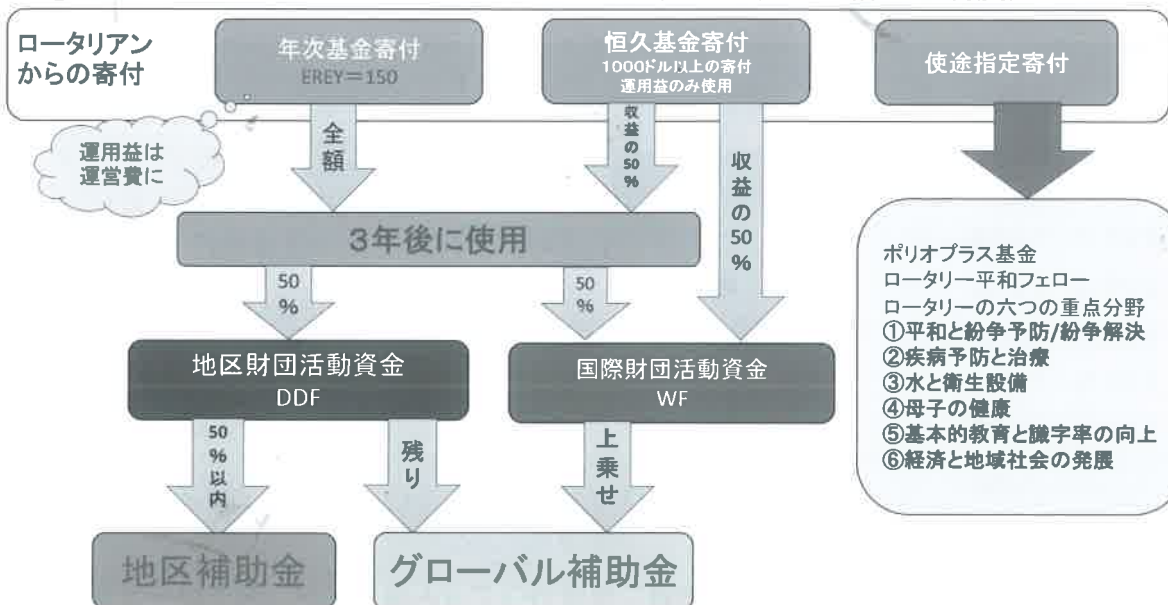 ロータリアン
からの寄付
年次基金寄付
EREY=150
恒久基金寄付
1000ドル以上の寄付
運用益のみ使用
使途指定寄付
運用益は
運営費に
全額
収益の50%
収益の50%
3年後に使用
50%
50%
地区財団活動資金
DDF
国際財団活動資金
WF
50%以内
残り
上乗せ
地区補助金
グローバル補助金
ポリオプラス基金
ロータリー平和フェロー
ロータリーの六つの重点分野
①平和と紛争予防/紛争解決
②疾病予防と治療
③水と衛生設備
④母子の健康
⑤基本的教育と識字率の向上
⑥経済と地域社会の発展